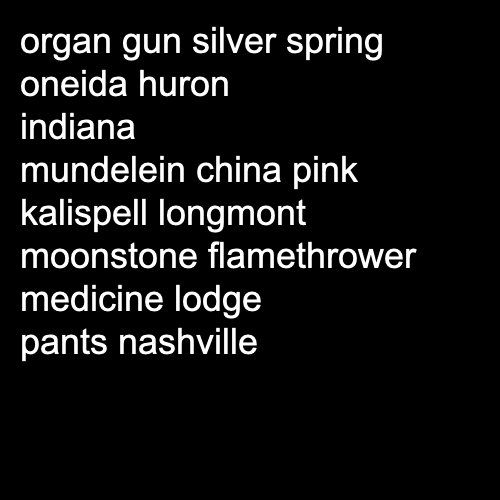 organ gun silver spring
oneida huron
indiana
mundelein china pink
kalispell longmont
moonstone flamethrower
medicine lodge
pants nashville